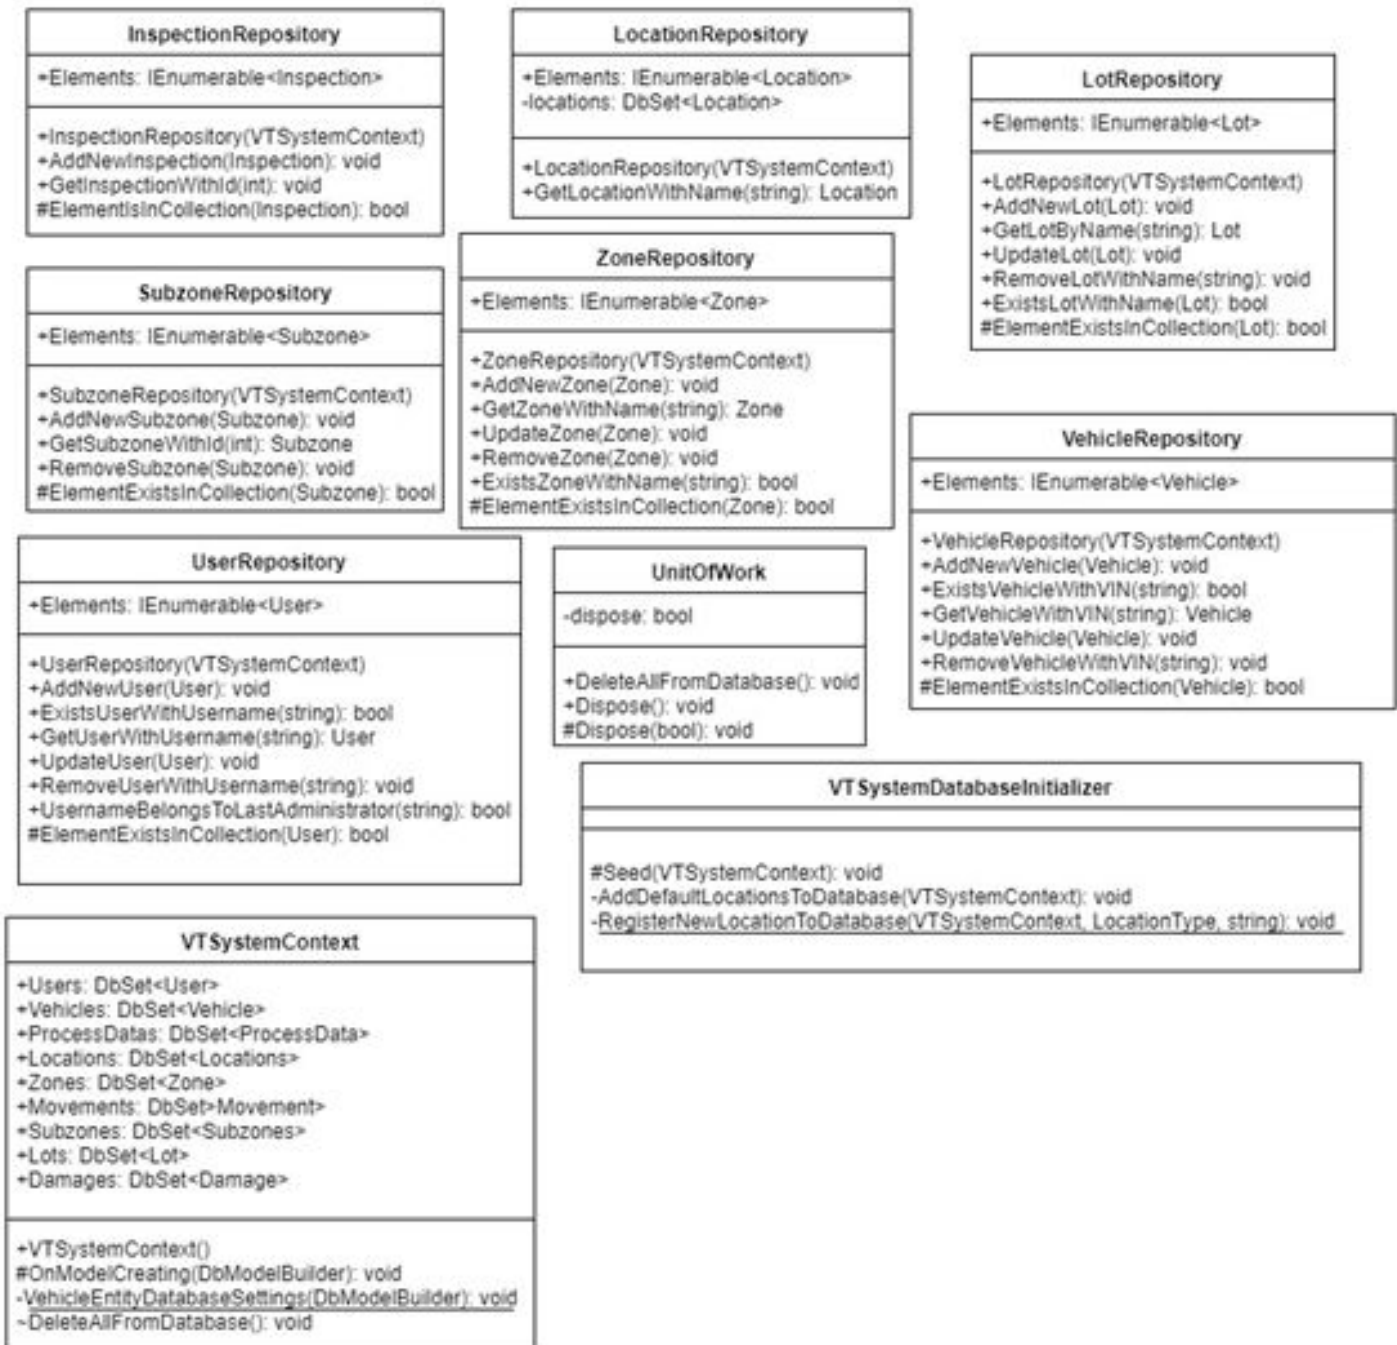 InspectionRepository
+Elements: IEnumerable<Inspection>
+InspectionRepository(VTSystemContext)
+AddNewInspection(Inspection): void
+GetInspectionWithId(int): void
#ElementIsInCollection(Inspection): bool
LocationRepository
+Elements: IEnumerable<Location>
-locations: DbSet<Location>
+LocationRepository(VTSystemContext)
+GetLocationWithName(string): Location
LotRepository
+Elements: IEnumerable<Lot>
+LotRepository(VTSystemContext)
+AddNewLot(Lot): void
+GetLotByName(string): Lot
+UpdateLot(Lot): void
+RemoveLotWithName(string): void
+ExistsLotWithName(Lot): bool
#ElementExistsInCollection(Lot): bool
SubzoneRepository
+Elements: IEnumerable<Subzone>
+SubzoneRepository(VTSystemContext)
+AddNewSubzone(Subzone): void
+GetSubzoneWithId(int): Subzone
+RemoveSubzone(Subzone): void
#ElementExistsInCollection(Subzone): bool
ZoneRepository
+Elements: IEnumerable<Zone>
+ZoneRepository(VTSystemContext)
+AddNewZone(Zone): void
+GetZoneWithName(string): Zone
+UpdateZone(Zone): void
+RemoveZone(Zone): void
+ExistsZoneWithName(string): bool
#ElementExistsInCollection(Zone): bool
VehicleRepository
+Elements: IEnumerable<Vehicle>
+VehicleRepository(VTSystemContext)
+AddNewVehicle(Vehicle): void
+ExistsVehicleWithVIN(string): bool
+GetVehicleWithVIN(string): Vehicle
+UpdateVehicle(Vehicle): void
+RemoveVehicleWithVIN(string): void
#ElementExistsInCollection(Vehicle): bool
UserRepository
+Elements: IEnumerable<User>
+UserRepository(VTSystemContext)
+AddNewUser(User): void
+ExistsUserWithUsername(string): bool
+GetUserWithUsername(string): User
+UpdateUser(User): void
+RemoveUserWithUsername(string): void
+UsernameBelongsToLastAdministrator(string): bool
#ElementExistsInCollection(User): bool
UnitOfWork
-dispose: bool
+DeleteAllFromDatabase(): void
+Dispose(): void
#Dispose(bool): void
VTSystemDatabaseInitializer
#Seed(VTSystemContext): void
-AddDefaultLocationsToDatabase(VTSystemContext): void
-RegisterNewLocationToDatabase(VTSystemContext, LocationType, string): void
VTSystemContext
+Users: DbSet<User>
+Vehicles: DbSet<Vehicle>
+ProcessDatas: DbSet<ProcessData>
+Locations: DbSet<Locations>
+Zones: DbSet<Zone>
+Movements: DbSet>Movement>
+Subzones: DbSet<Subzones>
+Lots: DbSet<Lot>
+Damages: DbSet<Damage>
+VTSystemContext()
#OnModelCreating(DbModelBuilder): void
-VehicleEntityDatabaseSettings(DbModelBuilder): void
~DeleteAllFromDatabase(): void